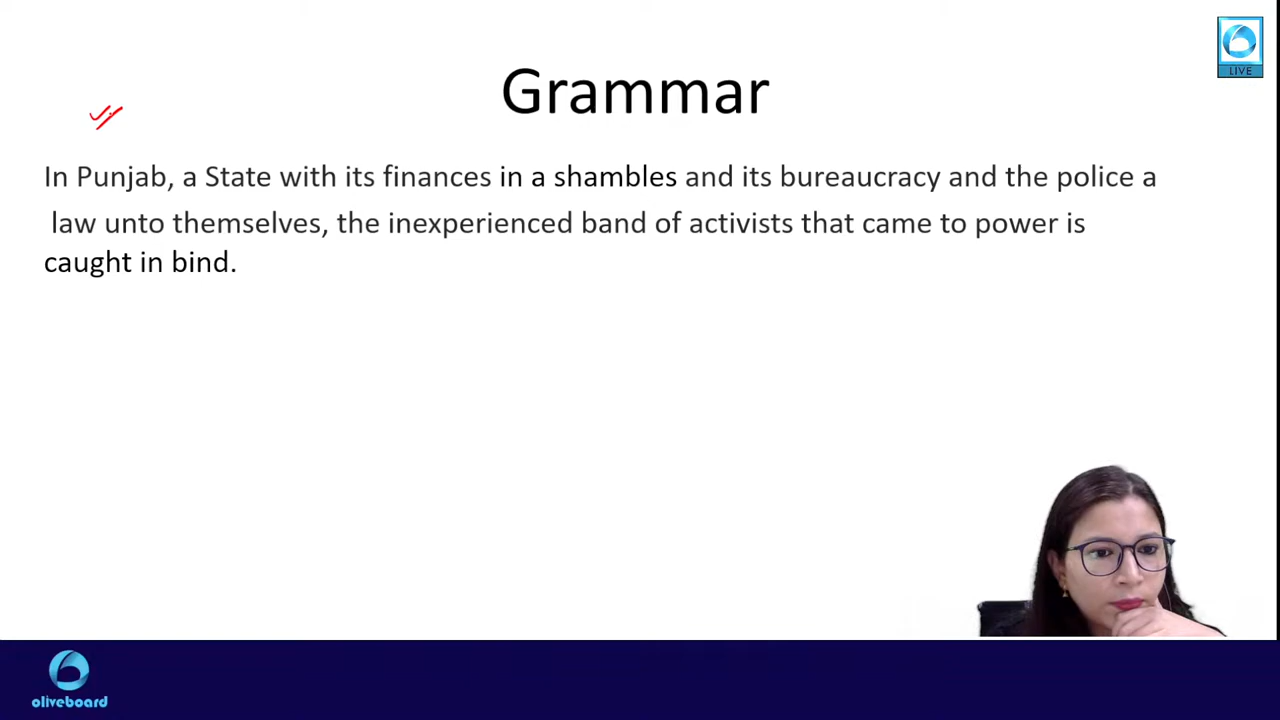 LIVE
Grammar
In Punjab, a State with its finances in a shambles and its bureaucracy and the police a
law unto themselves, the inexperienced band of activists that came to power is
caught in bind.
oliveboard